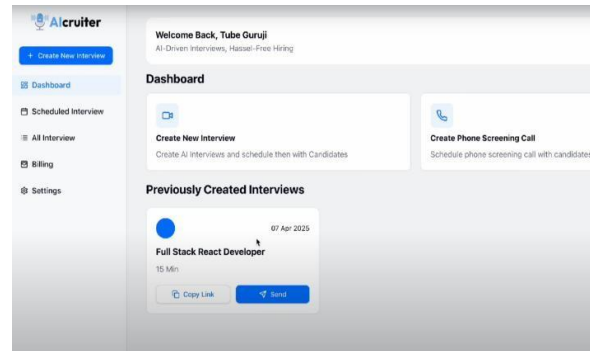 AIcruiter
+ Create New Interview
Dashboard
Scheduled Interview
All Interview
Billing
Settings
Welcome Back, Tube Guruji
AI-Driven Interviews, Hassel-Free Hiring
Dashboard
Create New Interview
Create AI Interviews and schedule then with Candidates
Create Phone Screening Call
Schedule phone screening call with candidates
Previously Created Interviews
07 Apr 2025
Full Stack React Developer
15 Min
Copy Link
Send